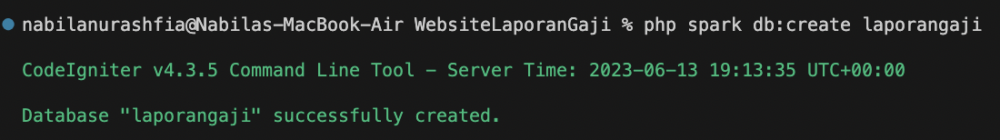 nabilanurashfia@Nabilas-MacBook-Air WebsiteLaporanGaji % php spark db:create laporangaji
CodeIgniter v4.3.5 Command Line Tool - Server Time: 2023-06-13 19:13:35 UTC+00:00
Database "laporangaji" successfully created.